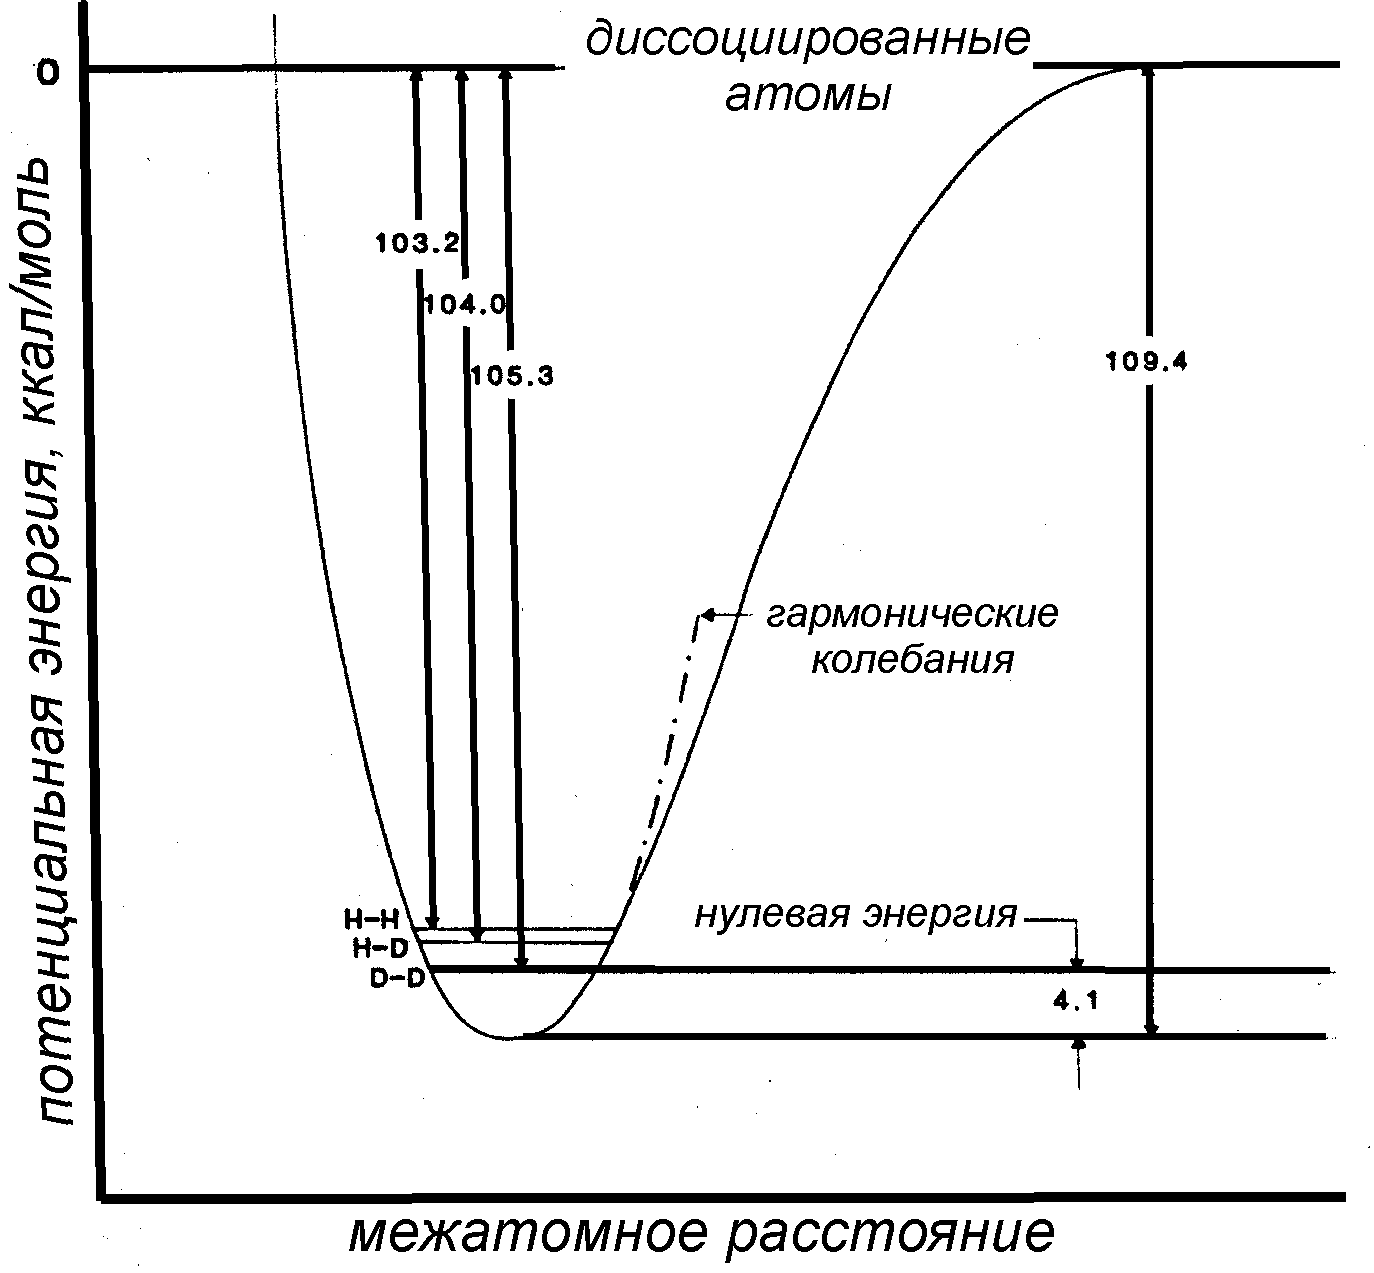 диссоциированные
атомы
0
потенциальная энергия, ккал/моль
103.2
104.0
105.3
109.4
гармонические
колебания
H-H
H-D
D-D
нулевая энергия
4.1
межатомное расстояние